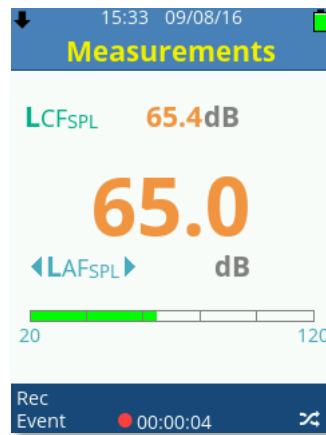 15:33 09/08/16
Measurements
LCFSPL 65.4dB
65.0
LAFSPL dB
20 120
Rec
Event 00:00:04